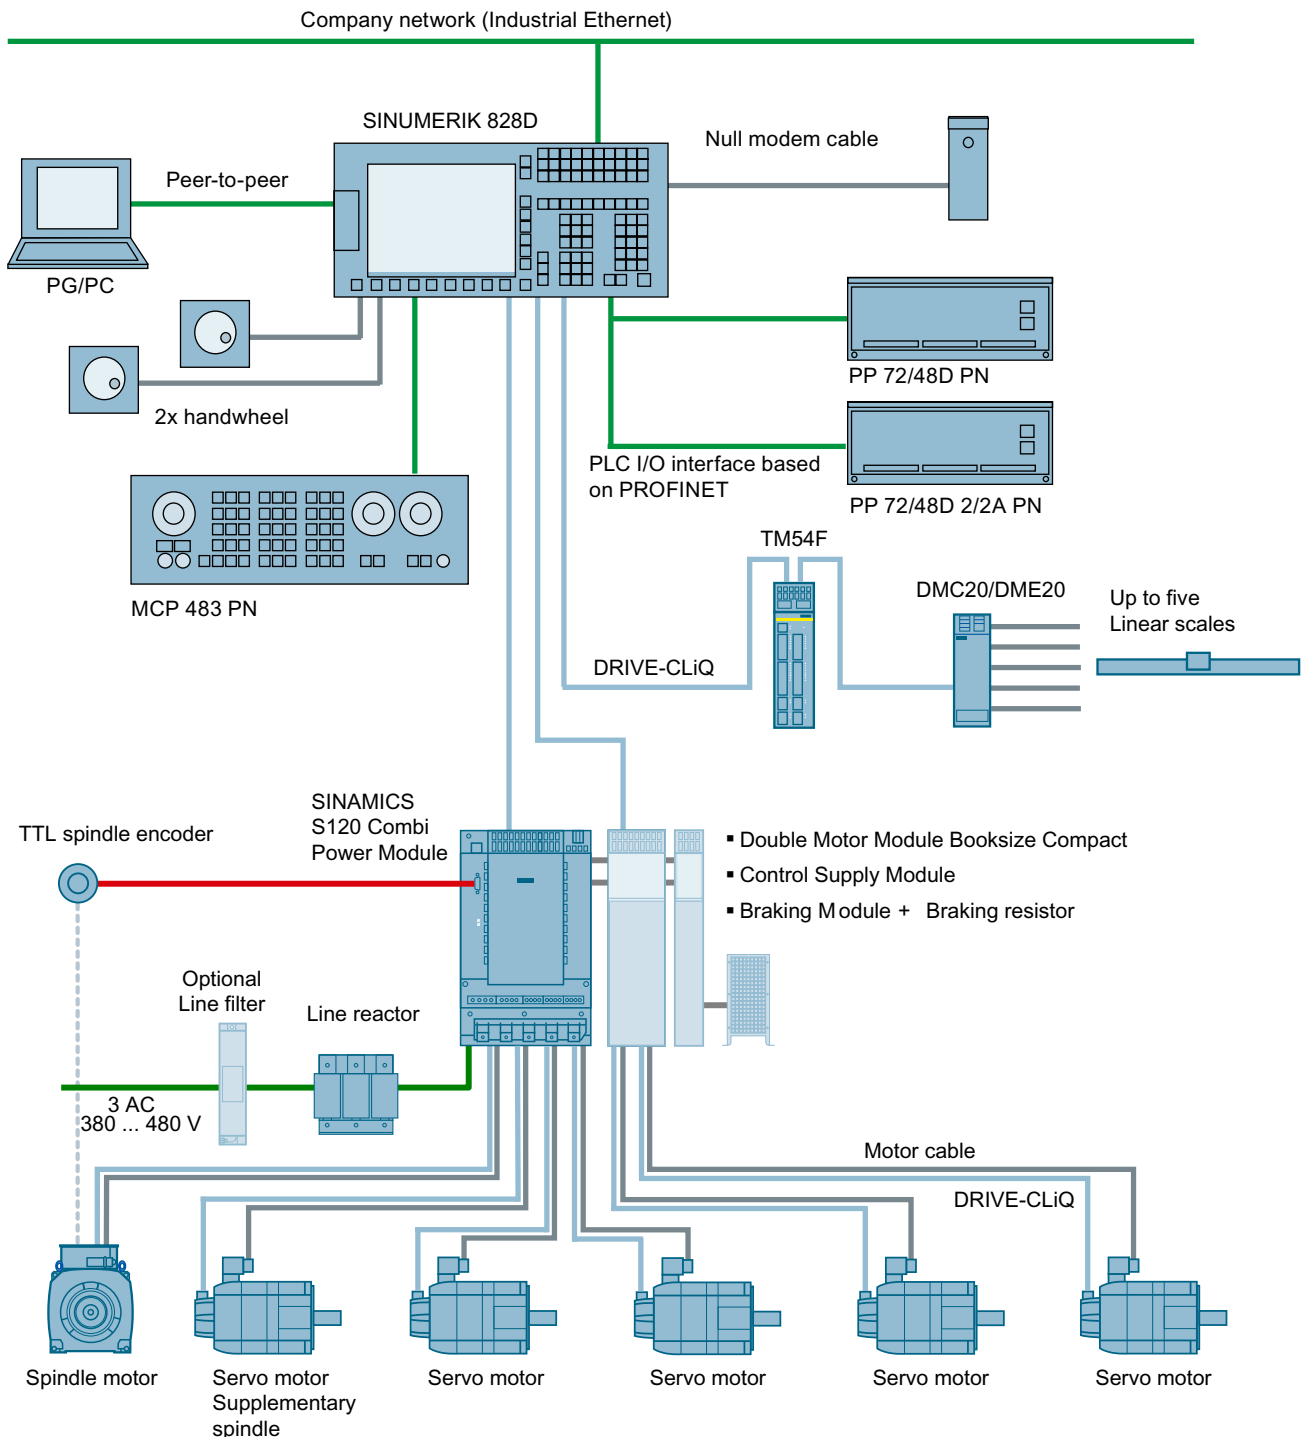 Company network (Industrial Ethernet)
SINUMERIK 828D
Null modem cable
Peer-to-peer
PG/PC
2x handwheel
PP 72/48D PN
PLC I/O interface based
on PROFINET
PP 72/48D 2/2A PN
MCP 483 PN
TM54F
DMC20/DME20
Up to five
Linear scales
DRIVE-CLiQ
SINAMICS
S120 Combi
Power Module
TTL spindle encoder
▪ Double Motor Module Booksize Compact
▪ Control Supply Module
▪ Braking Module + Braking resistor
Optional
Line filter
Line reactor
3 AC
380 ... 480 V
Motor cable
DRIVE-CLiQ
Spindle motor
Servo motor
Supplementary
spindle
Servo motor
Servo motor
Servo motor
Servo motor